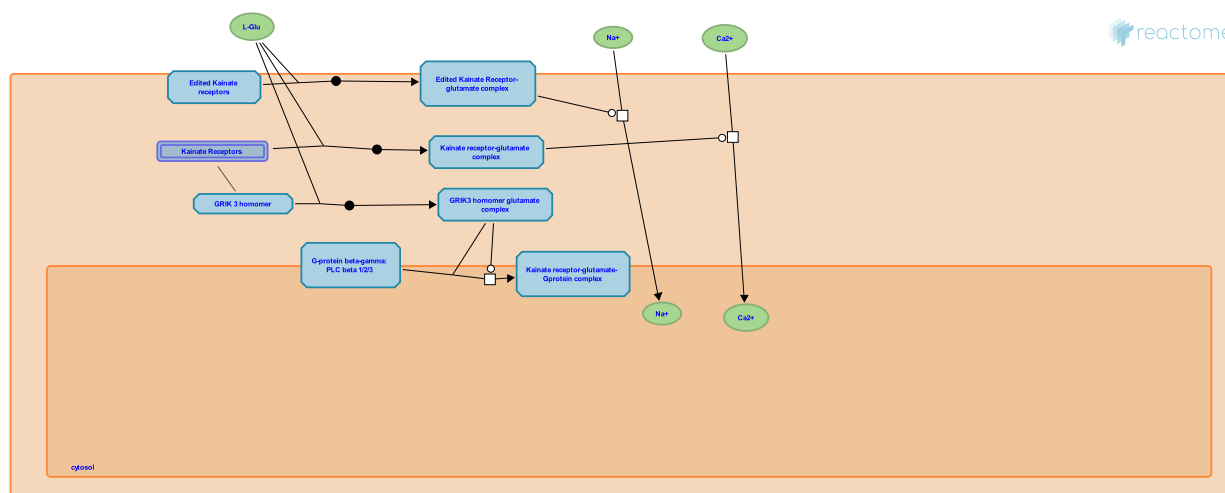 L-Glu
Na+
Ca2+
reactome
Edited Kainate
receptors
Edited Kainate Receptor-
glutamate complex
Kainate Receptors
Kainate receptor-glutamate
complex
GRIK 3 homomer
GRIK3 homomer glutamate
complex
G-protein beta-gamma:
PLC beta 1/2/3
Kainate receptor-glutamate-
Gprotein complex
Na+
Ca2+
cytosol